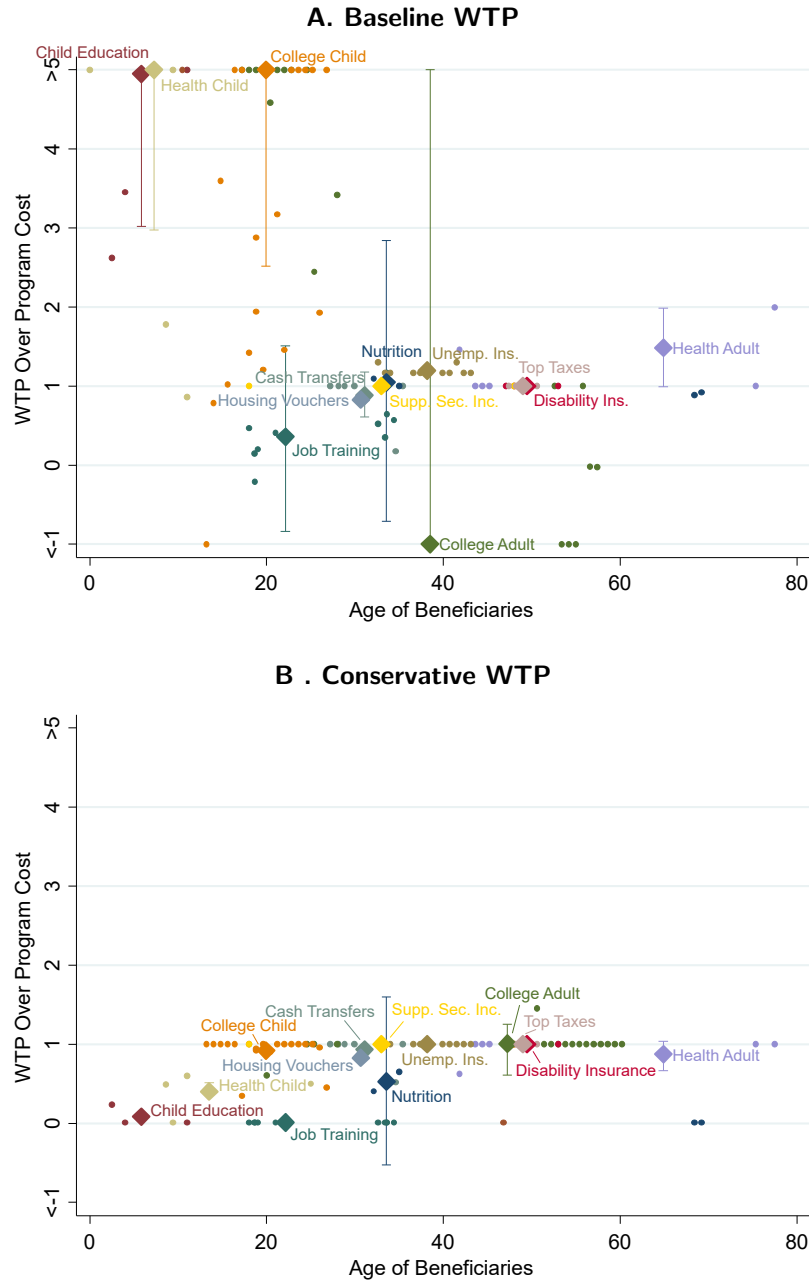 A. Baseline WTP
Child Education
College Child
Health Child
>5
4
3
2
1
0
<-1
WTP Over Program Cost
Nutrition
Unemp. Ins.
Health Adult
Cash Transfers
Top Taxes
Housing Vouchers
Supp. Sec. Inc.
Disability Ins.
Job Training
College Adult
0
20
40
60
80
Age of Beneficiaries
B . Conservative WTP
>5
4
3
2
1
0
<-1
WTP Over Program Cost
College Adult
Cash Transfers
Supp. Sec. Inc.
Top Taxes
College Child
Health Adult
Housing Vouchers
Unemp. Ins.
Disability Insurance
Health Child
Nutrition
Child Education
Job Training
0
20
40
60
80
Age of Beneficiaries